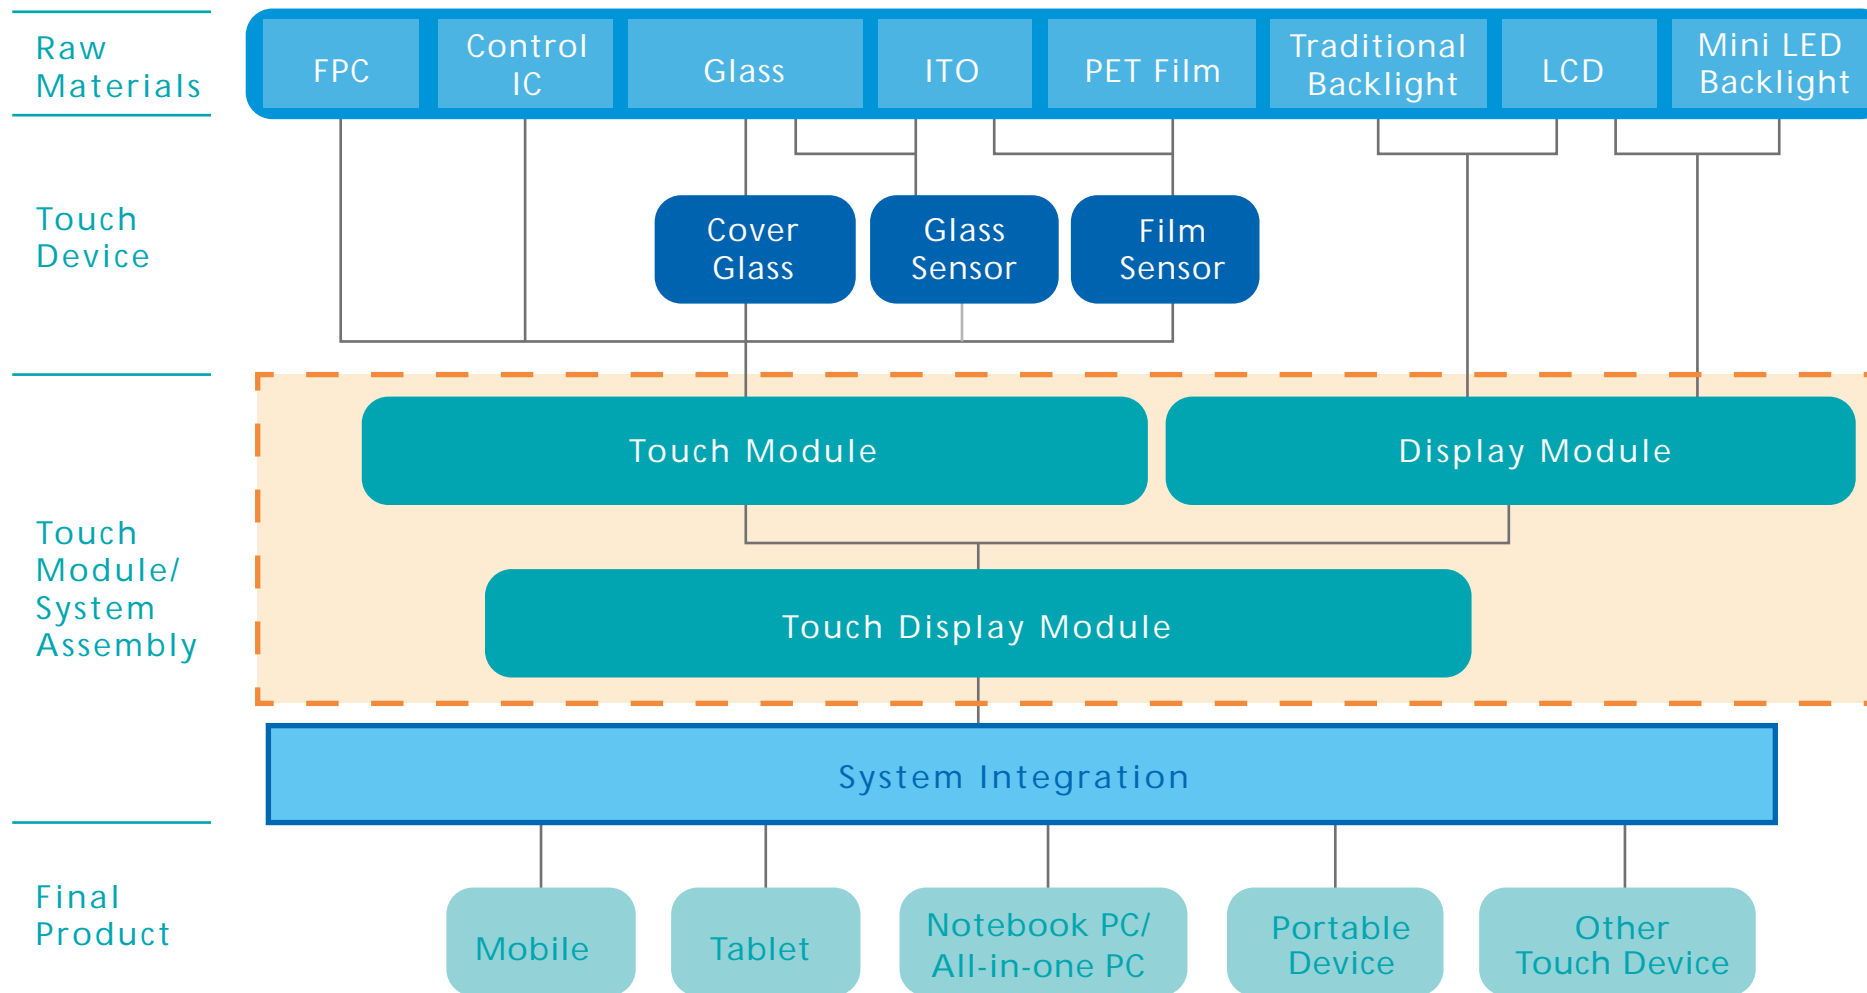 Raw
Materials
FPC
Control
IC
Glass
ITO
PET Film
Traditional
Backlight
LCD
Mini LED
Backlight
Touch
Device
Cover
Glass
Glass
Sensor
Film
Sensor
Touch
Module/
System
Assembly
Touch Module
Display Module
Touch Display Module
System Integration
Final
Product
Mobile
Tablet
Notebook PC/
All-in-one PC
Portable
Device
Other
Touch Device